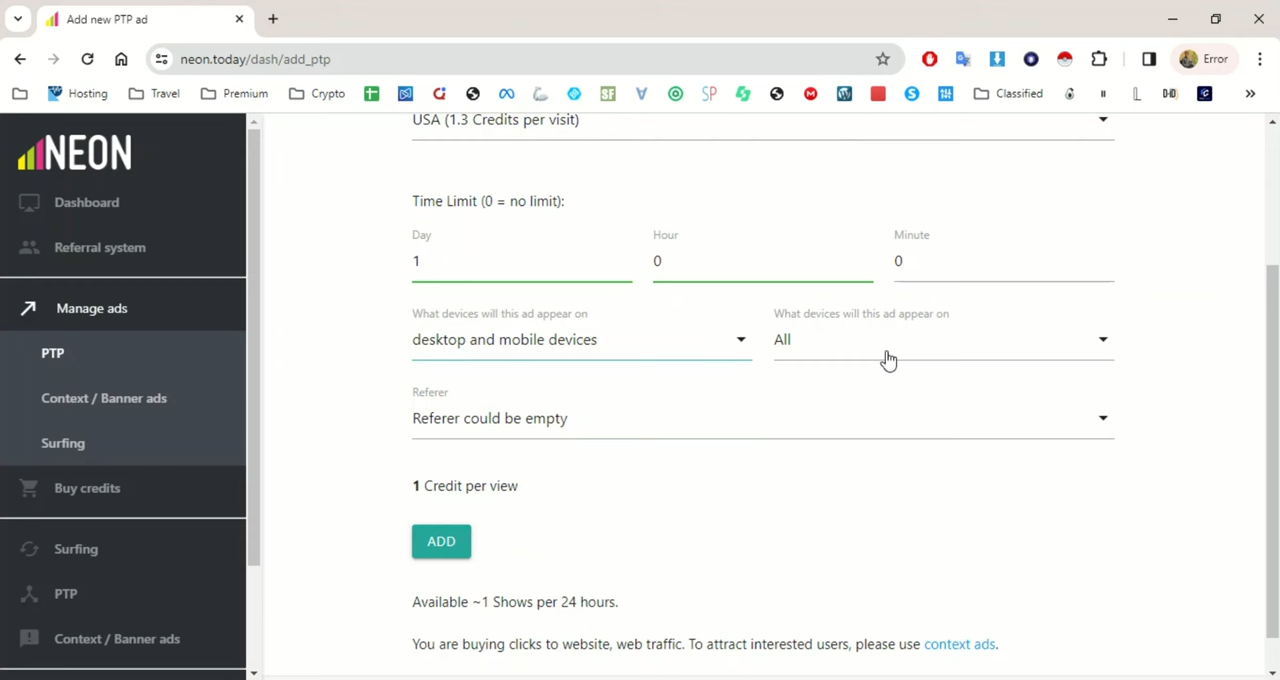 Add new PTP ad
neon.today/dash/add_ptp
Error
Hosting
Travel
Premium
Crypto
SF
SP
Classified
NEON
Dashboard
Referral system
Manage ads
PTP
Context / Banner ads
Surfing
Buy credits
Surfing
PTP
Context / Banner ads
USA (1.3 Credits per visit)
Time Limit (0 = no limit):
Day
Hour
Minute
1
0
0
What devices will this ad appear on
What devices will this ad appear on
desktop and mobile devices
All
Referer
Referer could be empty
1 Credit per view
ADD
Available ~1 Shows per 24 hours.
You are buying clicks to website, web traffic. To attract interested users, please use context ads.